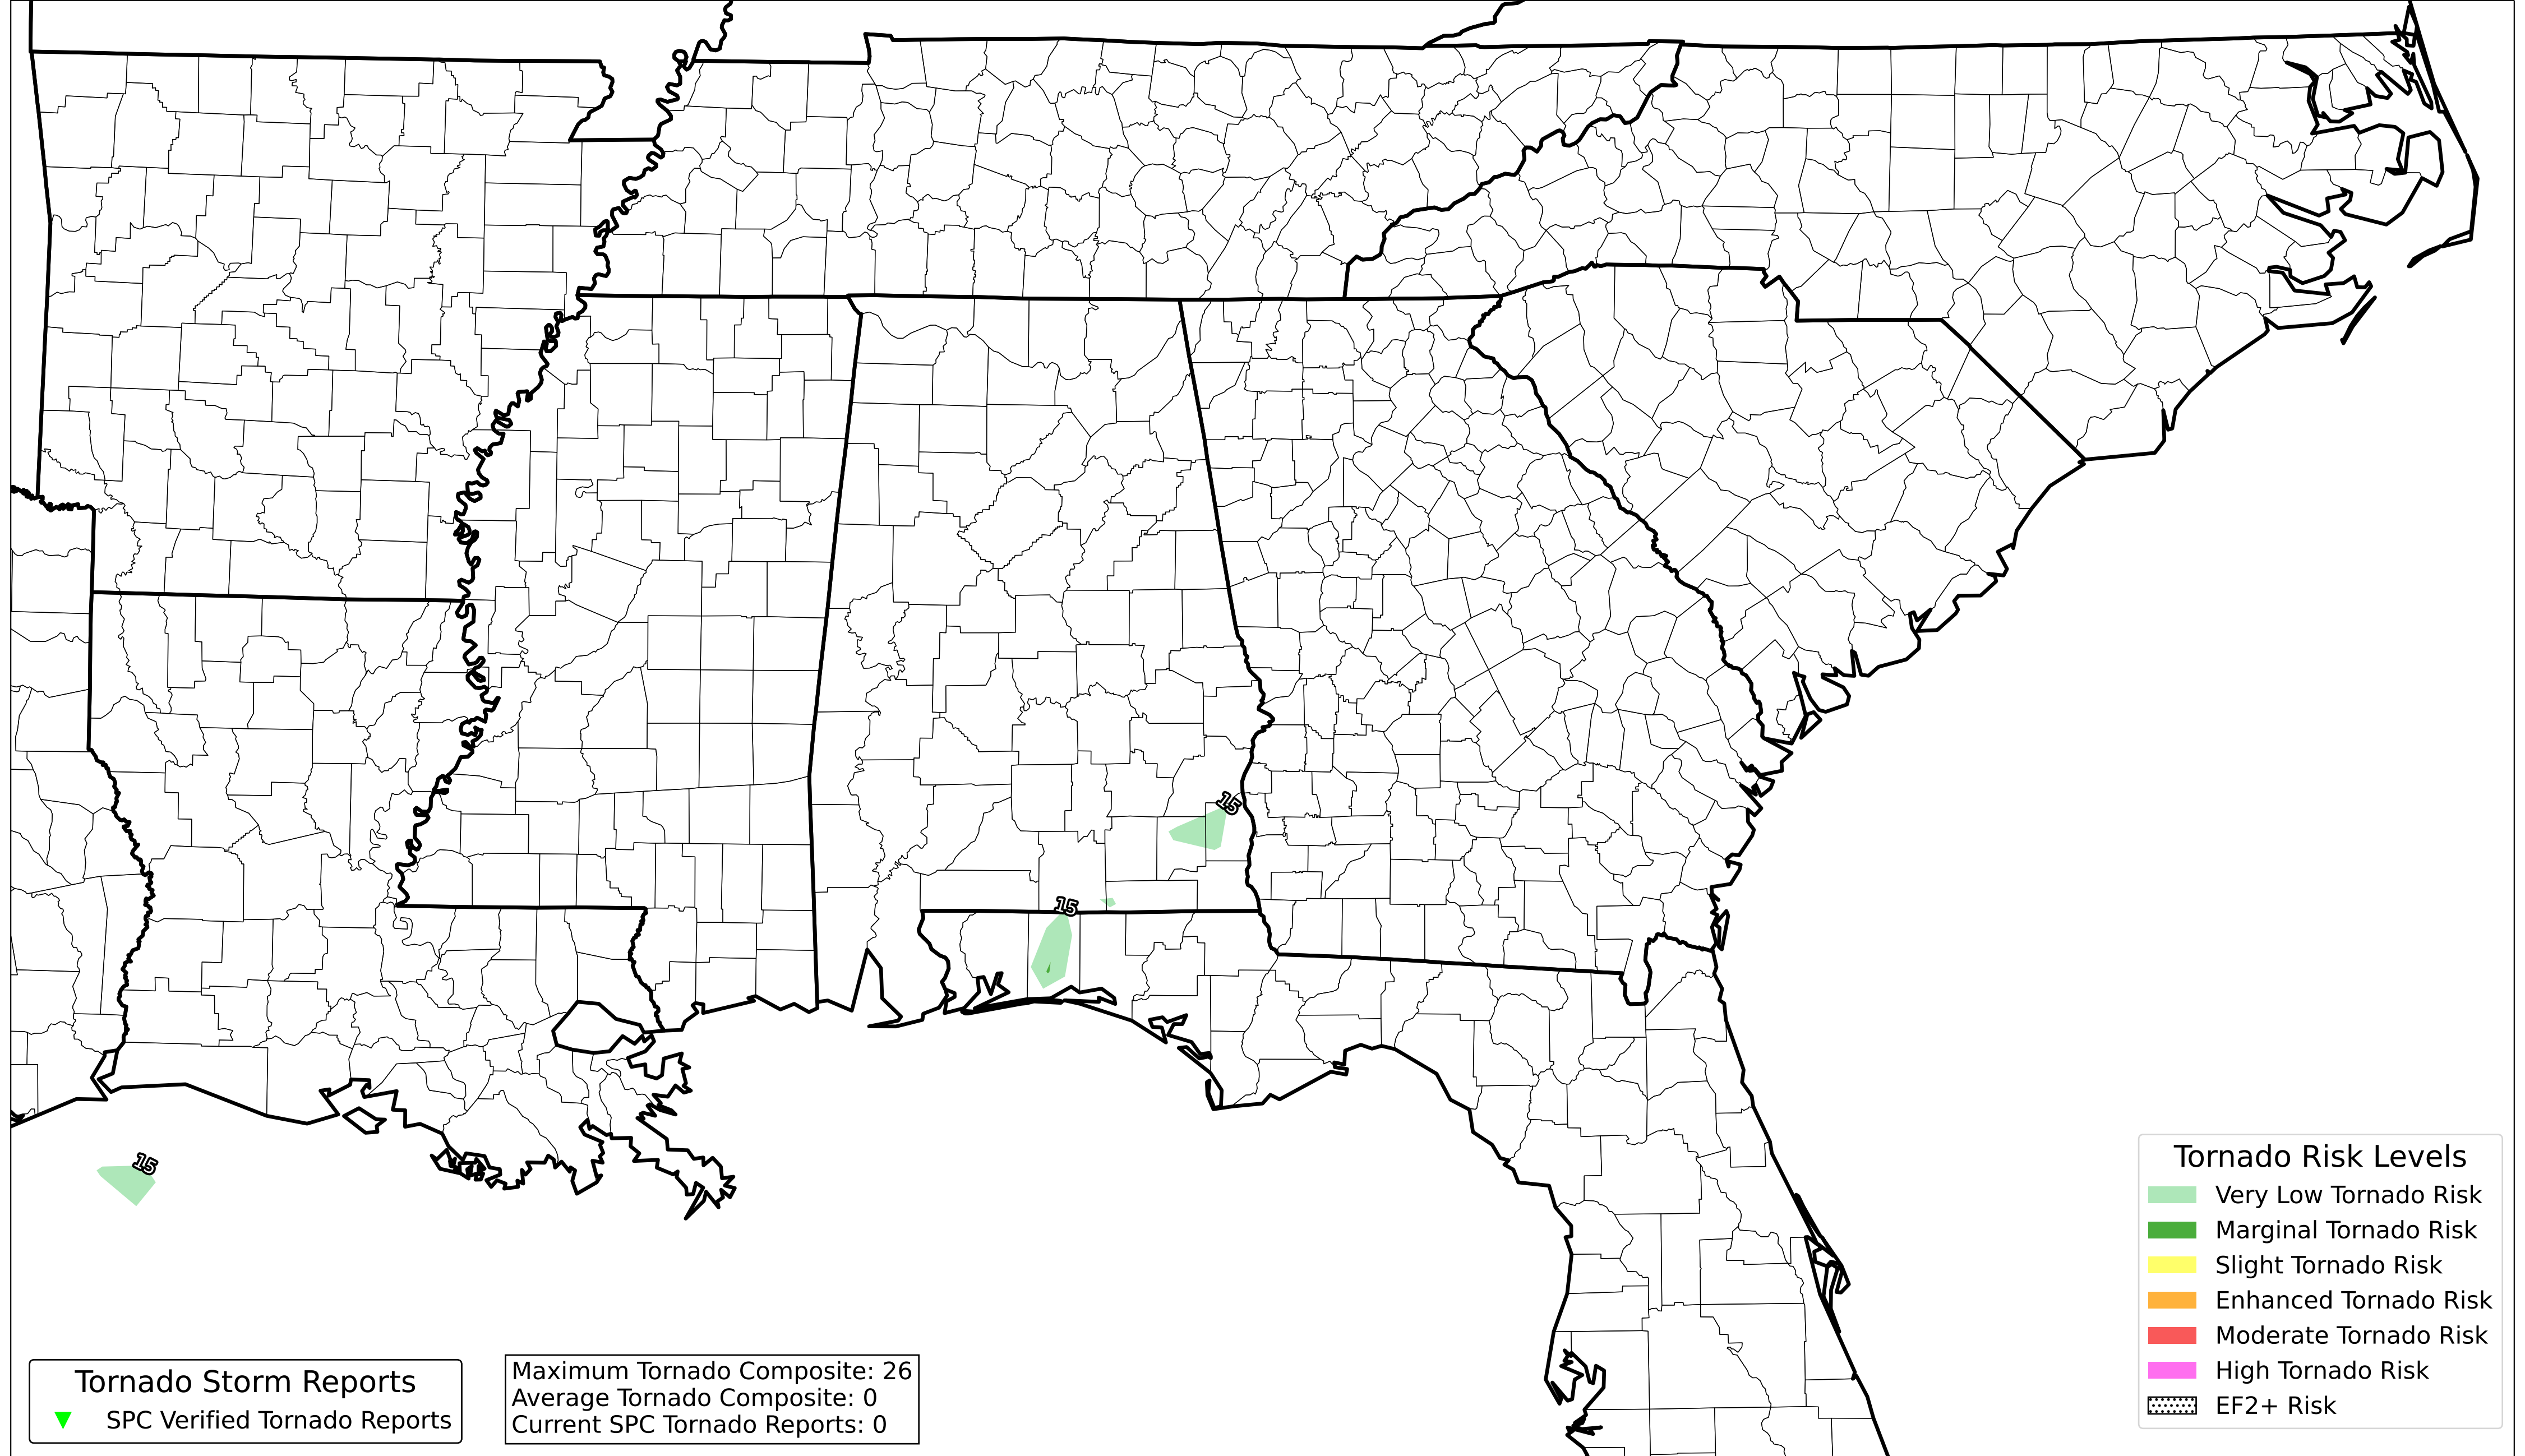 15
15
15
Tornado Risk Levels
Very Low Tornado Risk
Marginal Tornado Risk
Slight Tornado Risk
Enhanced Tornado Risk
Moderate Tornado Risk
High Tornado Risk
EF2+ Risk
Tornado Storm Reports
SPC Verified Tornado Reports
Maximum Tornado Composite: 26
Average Tornado Composite: 0
Current SPC Tornado Reports: 0